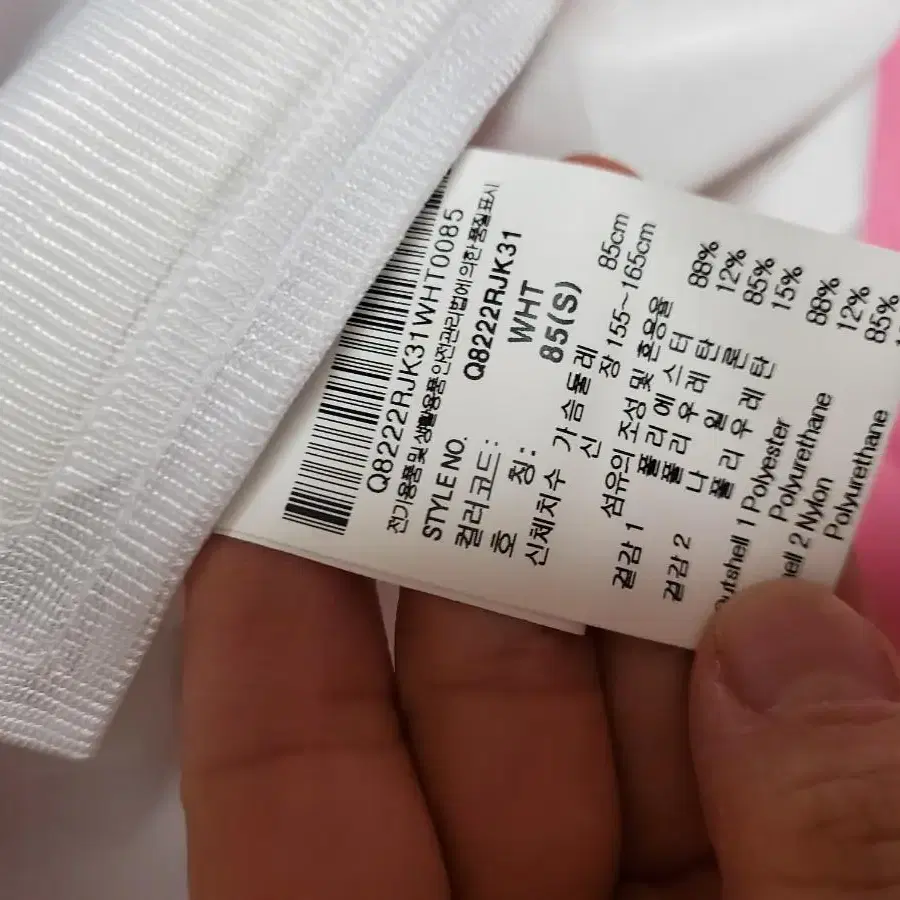 Q8222RJK31WHT0085
전기용품 및 생활용품 안전관리법에 의한 품질표시
STYLE NO. Q8222RJK31
컬러코드: WHT
호 칭: 85(S)
신체치수 가슴둘레 85cm
신 장 155~165cm
섬유의 조성 및 혼용율
겉감 1 폴리에스터 88%
폴리우레탄 12%
겉감 2 나일론 85%
폴리우레탄 15%
Outshell 1 Polyester 88%
Polyurethane 12%
hell 2 Nylon 85%
Polyurethane